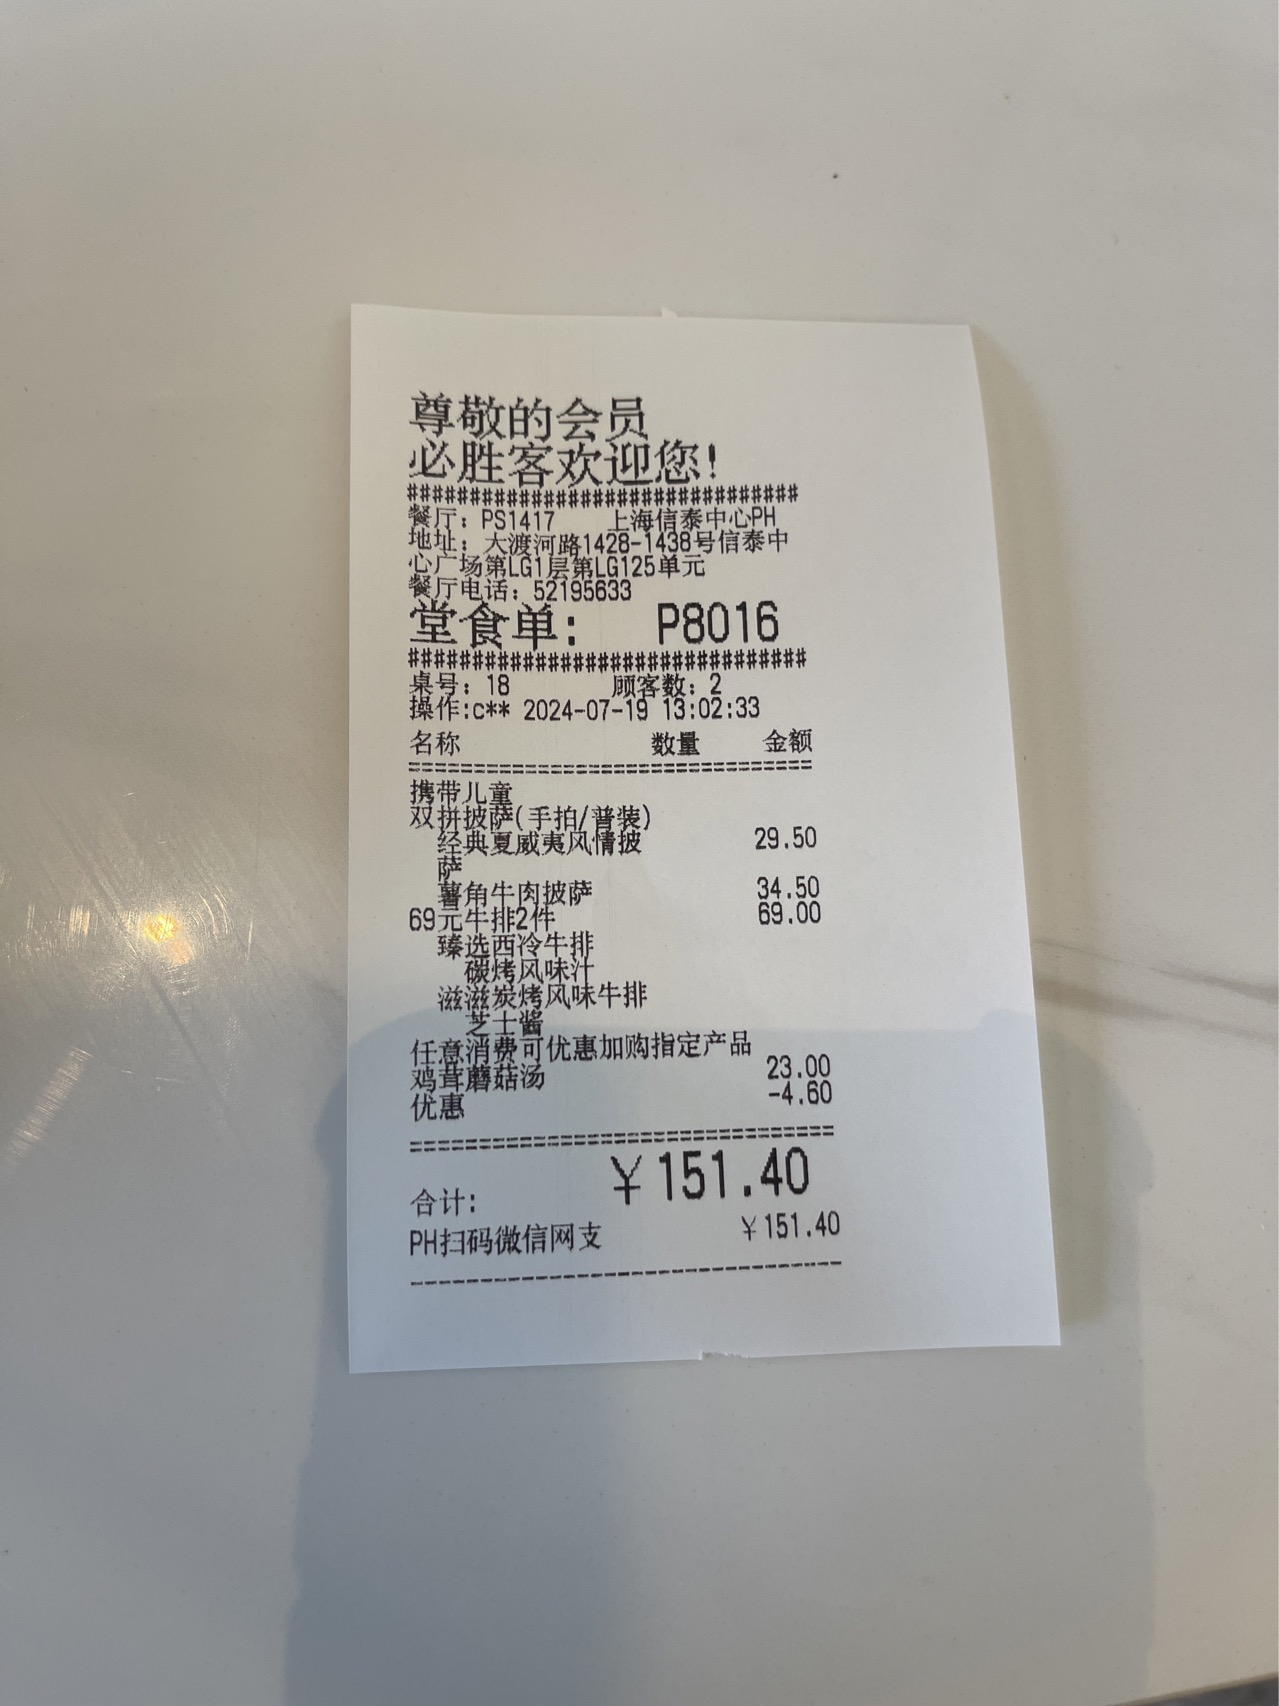 尊敬的会员
必胜客欢迎您!
###############################
餐厅: PS1417 上海信泰中心PH
地址: 大渡河路1428-1438号信泰中
心广场第LG1层第LG125单元
餐厅电话: 52195633
堂食单: P8016
###############################
桌号: 18 顾客数: 2
操作:c** 2024-07-19 13:02:33
名称 数量 金额
================================
携带儿童
双拼披萨(手拍/普装)
经典夏威夷风情披 29.50
萨
薯角牛肉披萨 34.50
69元牛排2件 69.00
臻选西冷牛排
碳烤风味汁
滋滋炭烤风味牛排
芝士酱
任意消费可优惠加购指定产品
鸡茸蘑菇汤 23.00
优惠 -4.60
================================
合计: ¥151.40
PH扫码微信网支 ¥151.40
--------------------------------